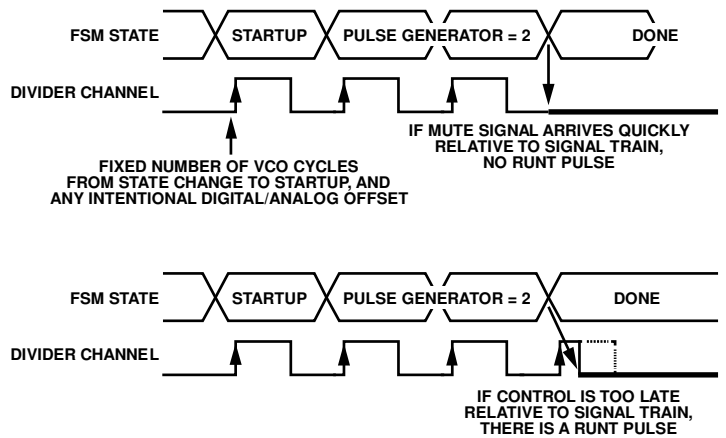 FSM STATE
STARTUP
PULSE GENERATOR = 2
DONE
DIVIDER CHANNEL
IF MUTE SIGNAL ARRIVES QUICKLY
RELATIVE TO SIGNAL TRAIN,
NO RUNT PULSE
FIXED NUMBER OF VCO CYCLES
FROM STATE CHANGE TO STARTUP, AND
ANY INTENTIONAL DIGITAL/ANALOG OFFSET
FSM STATE
STARTUP
PULSE GENERATOR = 2
DONE
DIVIDER CHANNEL
IF CONTROL IS TOO LATE
RELATIVE TO SIGNAL TRAIN,
THERE IS A RUNT PULSE